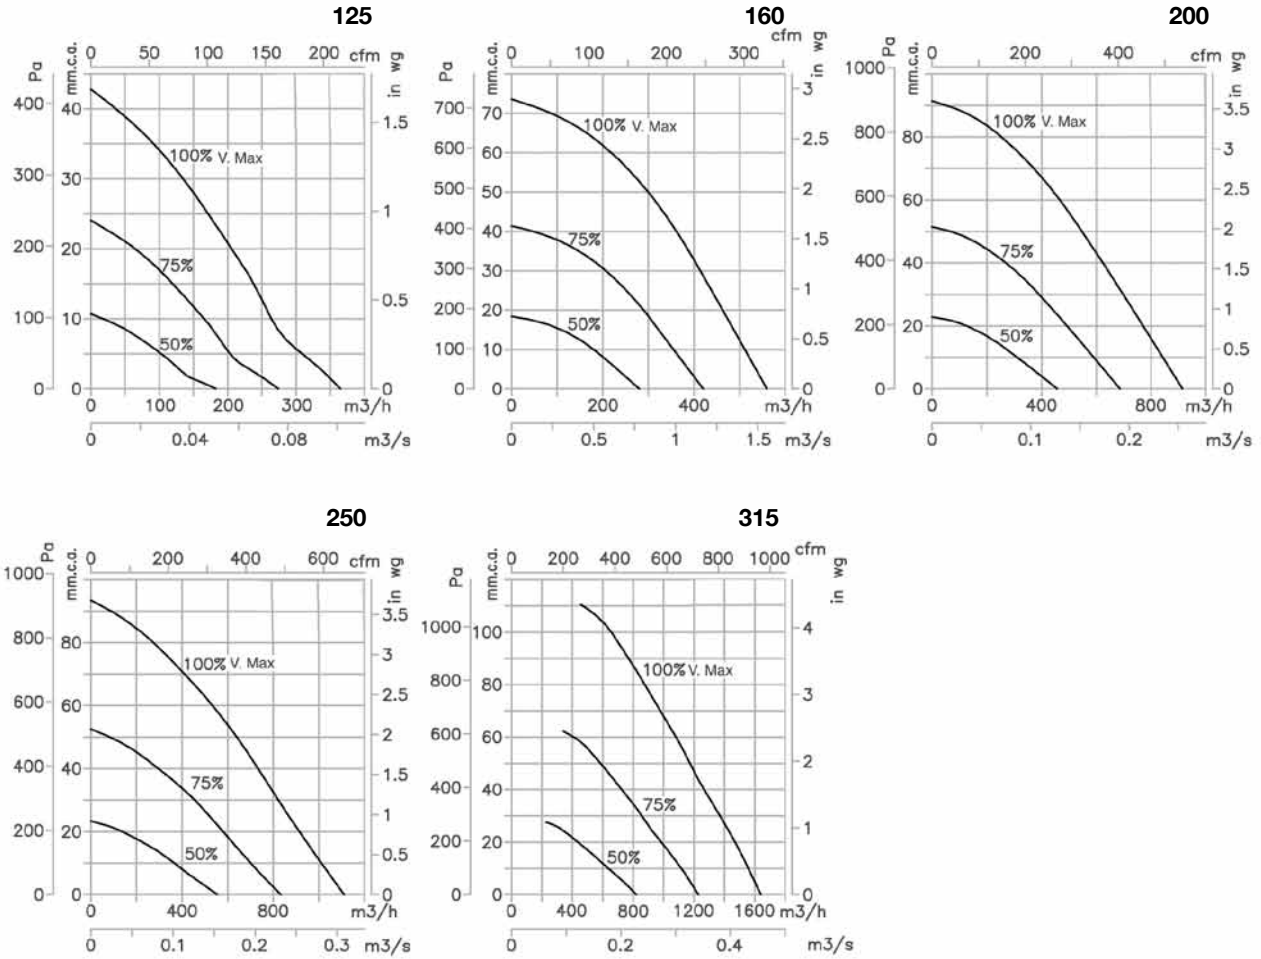 125
0 50 100 150 200 cfm
Pa mm.c.a. in wg
400 40 1.5
300 30 1
200 20
100 10 0.5
0 0 0
100% V. Max
75%
50%
0 100 200 300 m3/h
0 0.04 0.08 m3/s
160
0 100 200 300 cfm
Pa mm.c.a. in wg
700 70 3
600 60 2.5
500 50 2
400 40 1.5
300 30 1
200 20 0.5
100 10
0 0 0
100% V. Max
75%
50%
0 200 400 m3/h
0 0.5 1 1.5 m3/s
200
0 200 400 cfm
Pa mm.c.a. in wg
1000 3.5
800 80 3
600 60 2.5
2
400 40 1.5
200 20 1
0.5
0 0 0
100% V. Max
75%
50%
0 400 800 m3/h
0 0.1 0.2 m3/s
250
0 200 400 600 cfm
Pa mm.c.a. in wg
1000 3.5
800 80 3
600 60 2.5
2
400 40 1.5
200 20 1
0.5
0 0 0
100% V. Max
75%
50%
0 400 800 m3/h
0 0.1 0.2 0.3 m3/s
315
0 200 400 600 800 1000 cfm
Pa mm.c.a. in wg
1000 100 4
800 80 3
600 60 2
400 40
200 20 1
0 0 0
100% V. Max
75%
50%
0 400 800 1200 1600 m3/h
0 0.2 0.4 m3/s